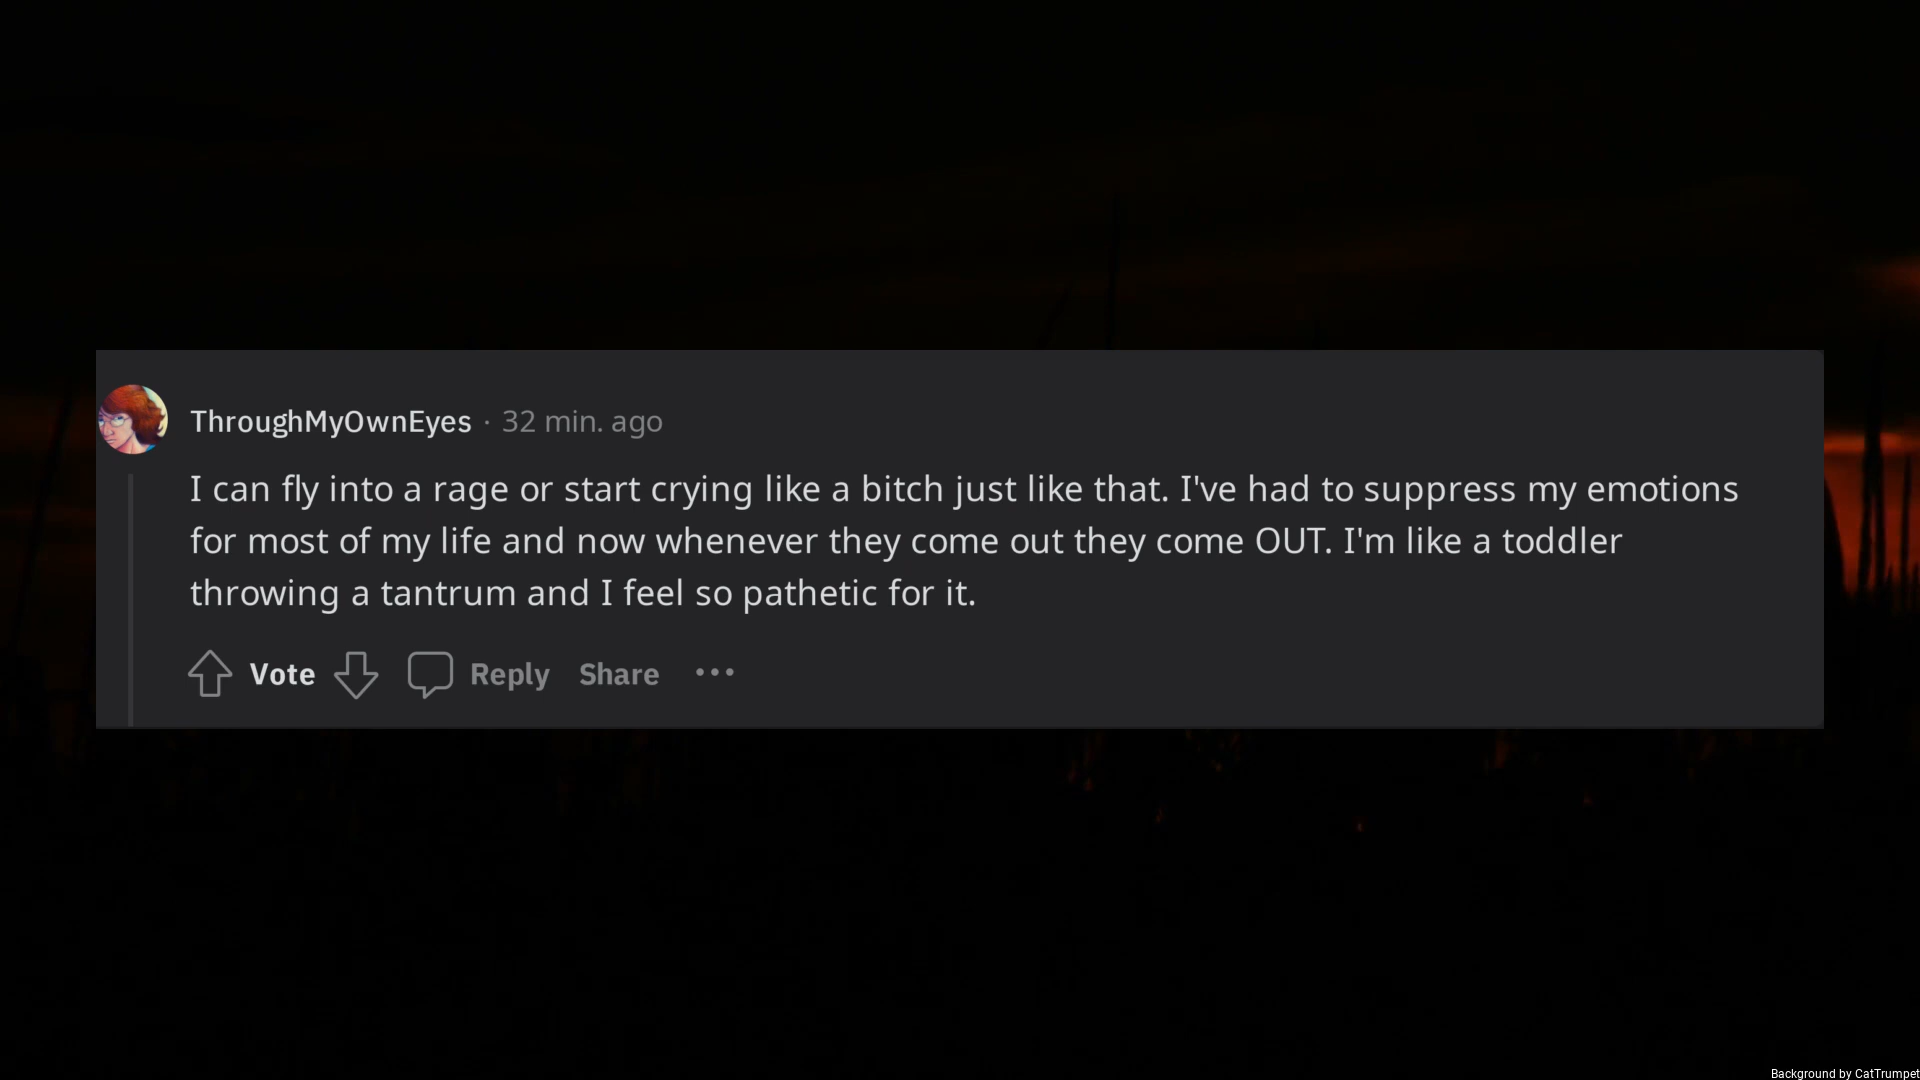 ThroughMyOwnEyes · 32 min. ago
I can fly into a rage or start crying like a bitch just like that. I've had to suppress my emotions
for most of my life and now whenever they come out they come OUT. I'm like a toddler
throwing a tantrum and I feel so pathetic for it.
Vote Reply Share ...
Background by CatTrumpet